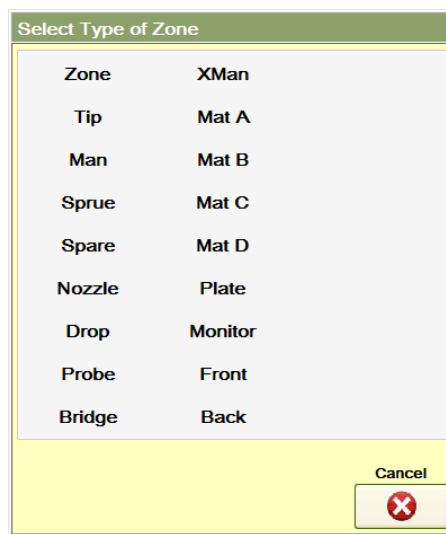 Select Type of Zone
Zone XMan
Tip Mat A
Man Mat B
Sprue Mat C
Spare Mat D
Nozzle Plate
Drop Monitor
Probe Front
Bridge Back
Cancel